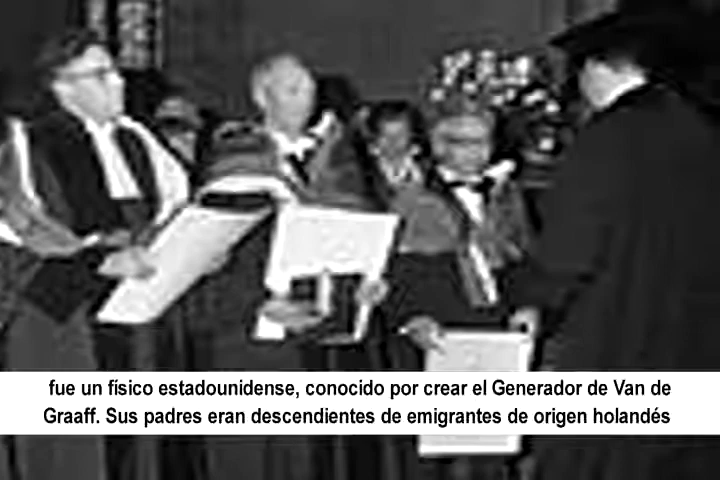 fue un físico estadounidense, conocido por crear el Generador de Van de
Graaff. Sus padres eran descendientes de emigrantes de origen holandés